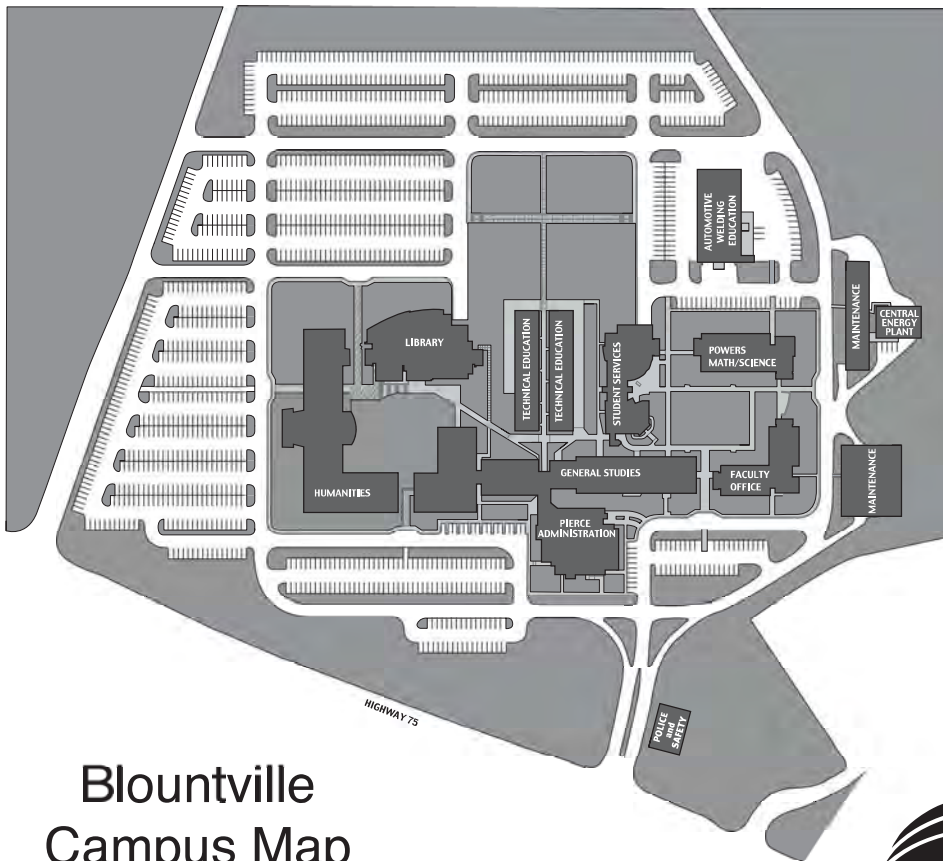 AUTOMOTIVE
WELDING
EDUCATION
MAINTENANCE
CENTRAL
ENERGY
PLANT
LIBRARY
TECHNICAL EDUCATION
TECHNICAL EDUCATION
STUDENT SERVICES
POWERS
MATH/SCIENCE
HUMANITIES
GENERAL STUDIES
FACULTY
OFFICE
MAINTENANCE
PIERCE
ADMINISTRATION
HIGHWAY 75
POLICE
and
SAFETY
Blountville
Campus Map